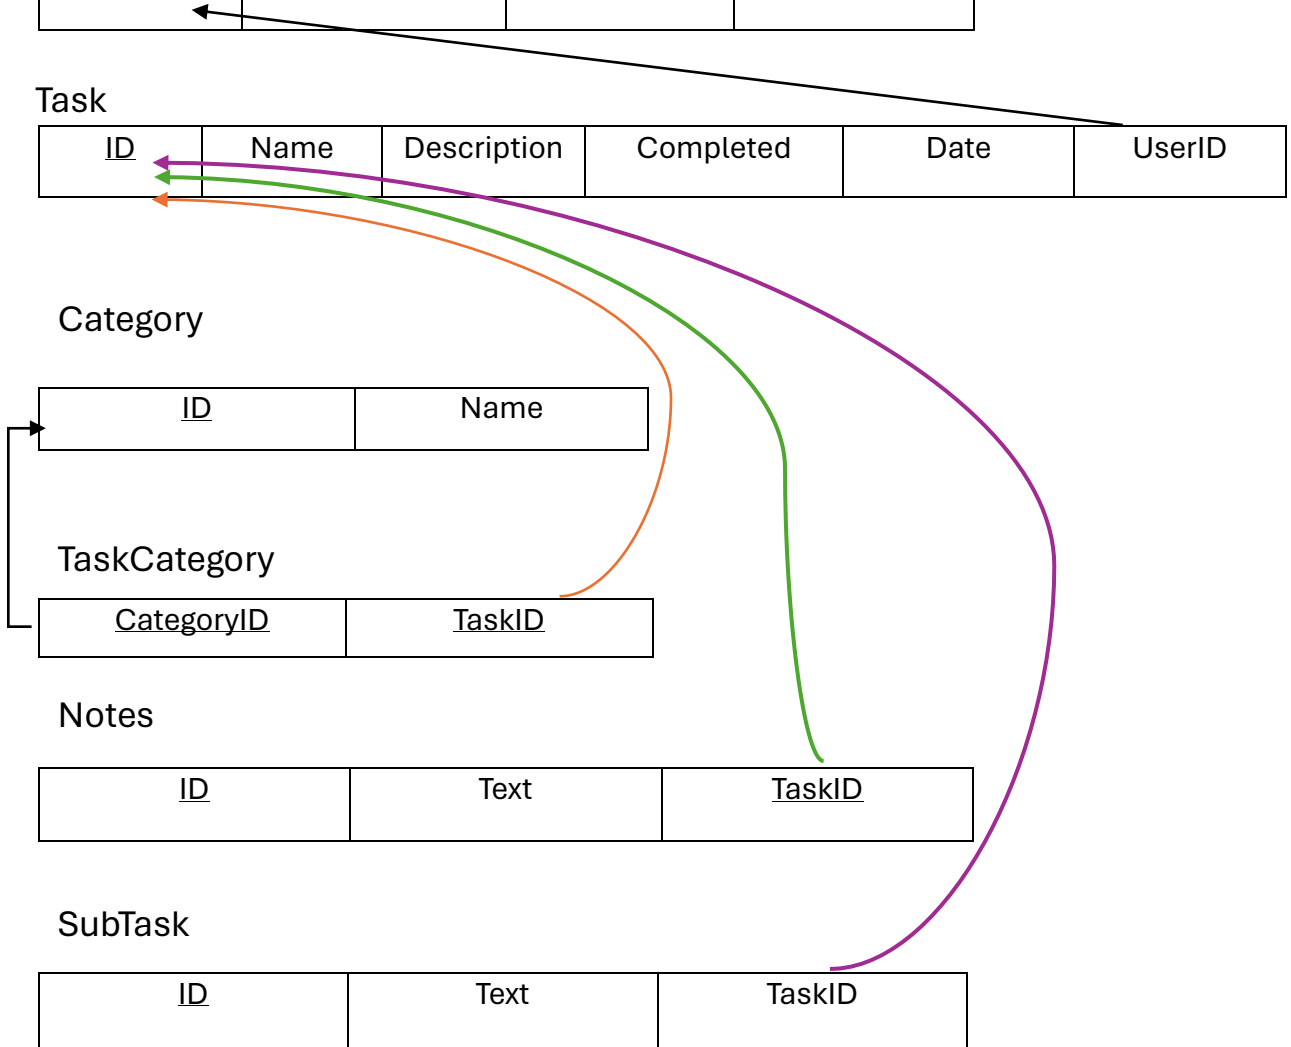 Task
ID Name Description Completed Date UserID
Category
ID Name
TaskCategory
CategoryID TaskID
Notes
ID Text TaskID
SubTask
ID Text TaskID